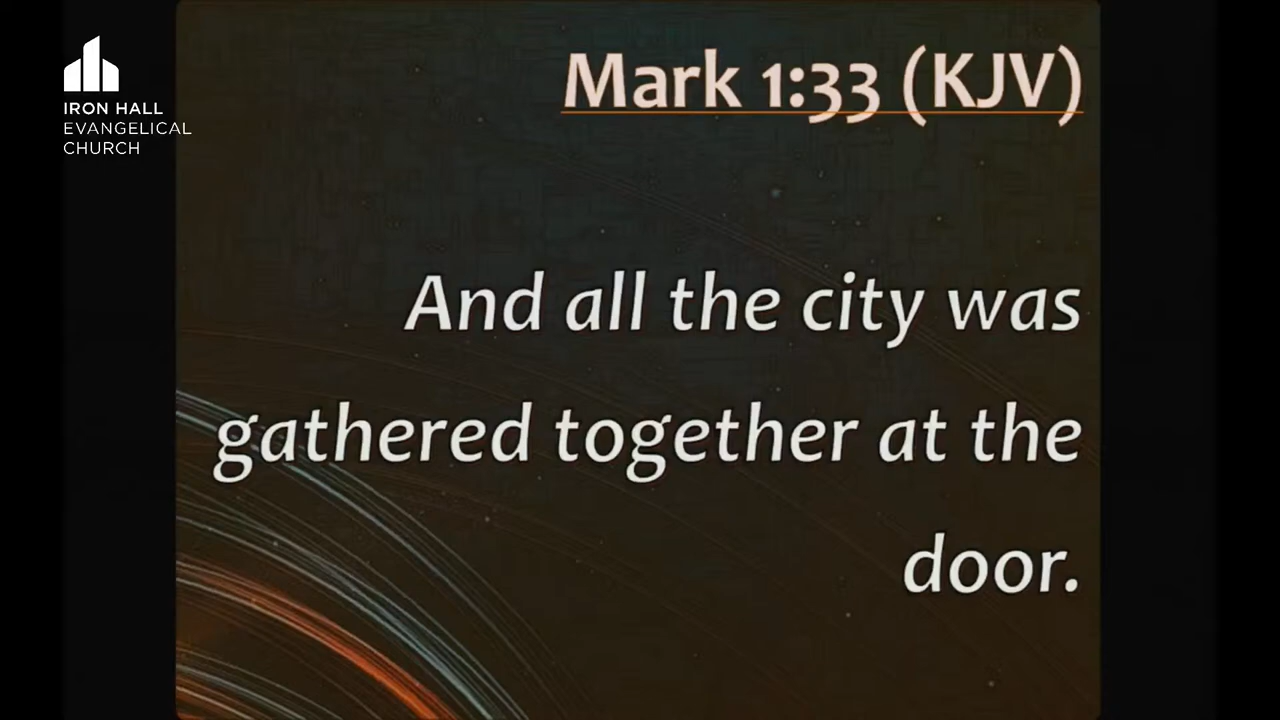 IRON HALL
EVANGELICAL
CHURCH
Mark 1:33 (KJV)
And all the city was
gathered together at the
door.